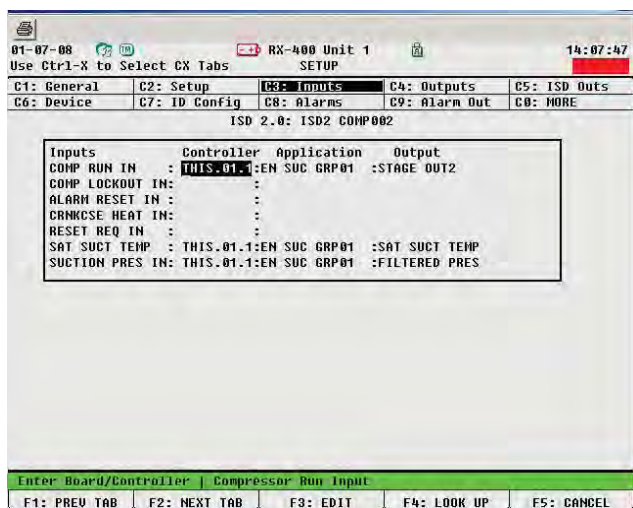 01-07-08 RX-400 Unit 1 14:07:47
Use Ctrl-X to Select CX Tabs SETUP
C1: General C2: Setup C3: Inputs C4: Outputs C5: ISD Outs
C6: Device C7: ID Config C8: Alarms C9: Alarm Out C0: MORE
ISD 2.0: ISD2 COMP002
Inputs Controller Application Output
COMP RUN IN : THIS.01.1:EN SUC GRP01 :STAGE OUT2
COMP LOCKOUT IN: :
ALARM RESET IN : :
CRNKCSE HEAT IN: :
RESET REQ IN : :
SAT SUCT TEMP : THIS.01.1:EN SUC GRP01 :SAT SUCT TEMP
SUCTION PRES IN: THIS.01.1:EN SUC GRP01 :FILTERED PRES
Enter Board/Controller | Compressor Run Input
F1: PREV TAB F2: NEXT TAB F3: EDIT F4: LOOK UP F5: CANCEL